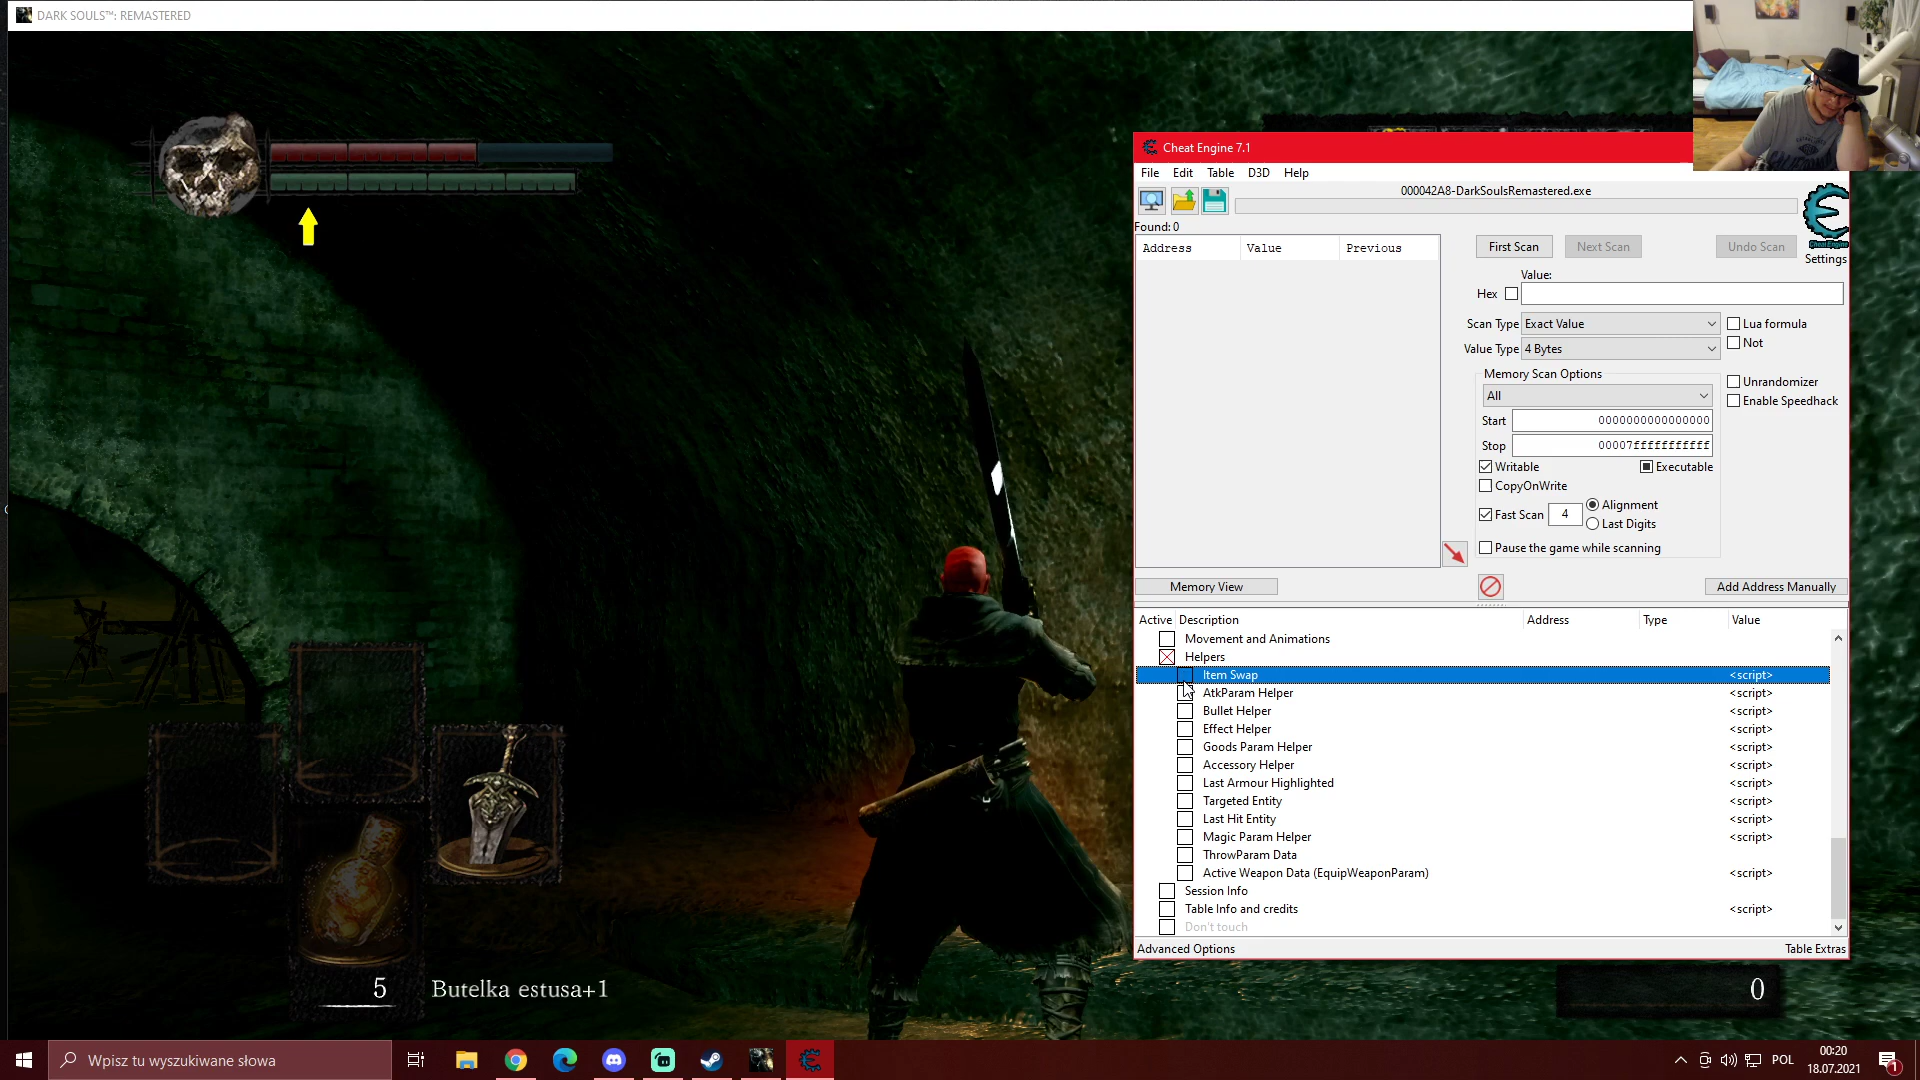 DARK SOULS™: REMASTERED
Cheat Engine 7.1
File Edit Table D3D Help
000042A8-DarkSoulsRemastered.exe
Found: 0
Address Value Previous
First Scan Next Scan Undo Scan
Cheat Engine
Settings
Value:
Hex
Scan Type Exact Value Lua formula
Not
Value Type 4 Bytes
Memory Scan Options
All
Unrandomizer
Enable Speedhack
Start 0000000000000000
Stop 00007fffffffffff
Writable Executable
CopyOnWrite
Fast Scan 4 Alignment
Last Digits
Pause the game while scanning
Memory View Add Address Manually
Active Description Address Type Value
Movement and Animations
Helpers
Item Swap <script>
AtkParam Helper <script>
Bullet Helper <script>
Effect Helper <script>
Goods Param Helper <script>
Accessory Helper <script>
Last Armour Highlighted <script>
Targeted Entity <script>
Last Hit Entity <script>
Magic Param Helper <script>
ThrowParam Data
Active Weapon Data (EquipWeaponParam) <script>
Session Info
Table Info and credits <script>
Don't touch
Advanced Options Table Extras
5 Butelka estusa+1
0
Wpisz tu wyszukiwane słowa
POL
00:20
18.07.2021
1